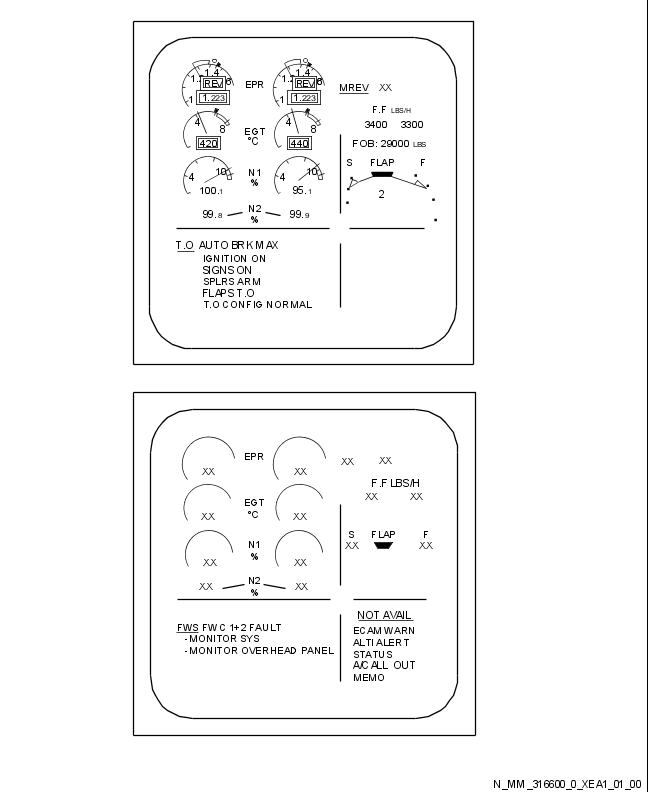 0 0
1.4 1.4
1.2 6 1.2 6
REV REV EPR MREV XX
1 1.223 1 1.223
F.F LBS/H
4 8 4 8 3400 3300
EGT
°C
420 440 FOB: 29000 LBS
S FLAP F
10 10 N1
4 4 %
100.1 95.1 2
99.8 N2 99.9
%
T.O AUTO BRK MAX
IGNITION ON
SIGNS ON
SPLRS ARM
FLAPS T.O
T.O CONFIG NORMAL
EPR
XX XX XX XX
F.F LBS/H
XX XX
EGT
°C
XX XX
S FLAP F
N1 XX XX
%
XX XX
XX N2 XX
%
NOT AVAIL
FWS FWC 1+2 FAULT
-MONITOR SYS
-MONITOR OVERHEAD PANEL
ECAM WARN
ALTI ALERT
STATUS
A/CALL OUT
MEMO
N_MM_316600_0_XEA1_01_00